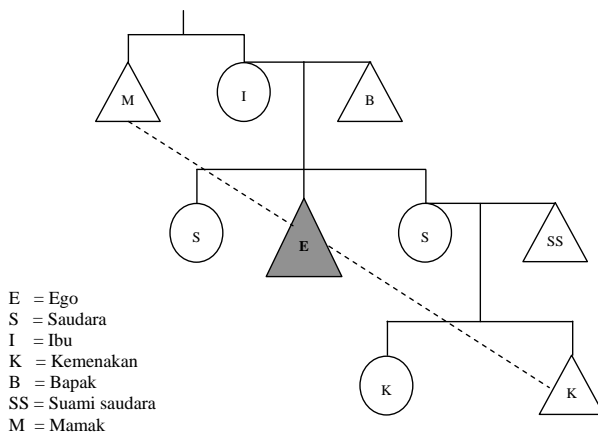 M
I
B
S
E
S
SS
E = Ego
S = Saudara
I = Ibu
K = Kemenakan
B = Bapak
SS = Suami saudara
M = Mamak
K
K